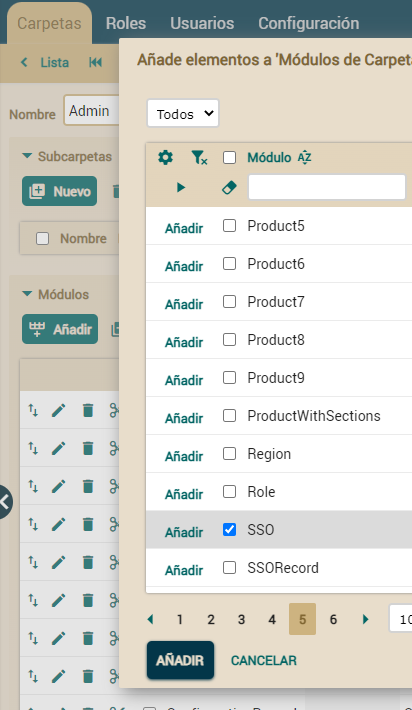 Carpetas Roles Usuarios Configuración
Lista
Añade elementos a 'Módulos de Carpeta
Nombre Admin
Todos
Subcarpetas
Módulo AZ
Nuevo
Nombre
Añadir Product5
Añadir Product6
Añadir Product7
Añadir Product8
Añadir Product9
Añadir ProductWithSections
Añadir Region
Añadir Role
Añadir SSO
Añadir SSORecord
Módulos
Añadir
1 2 3 4 5 6 10
AÑADIR CANCELAR